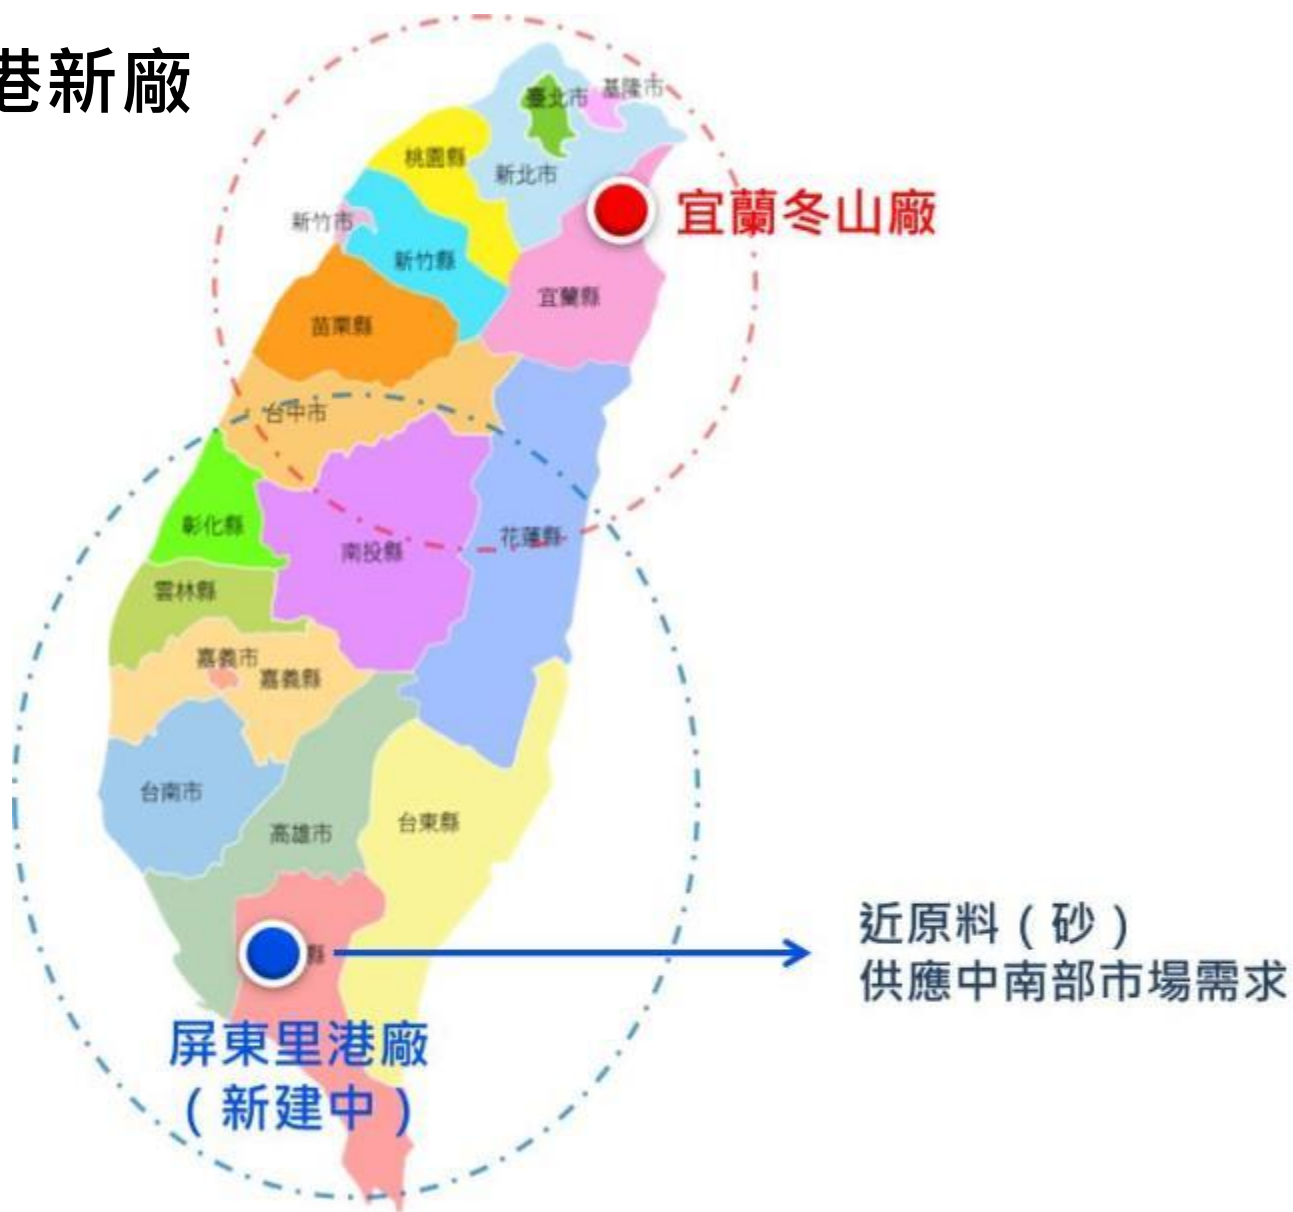 港新廠
臺北市
基隆市
桃園縣
新北市
宜蘭冬山廠
新竹市
新竹縣
宜蘭縣
苗栗縣
台中市
彰化縣
南投縣
花蓮縣
雲林縣
嘉義市
嘉義縣
台南市
高雄市
台東縣
縣
近原料（砂）
供應中南部市場需求
屏東里港廠
（新建中）